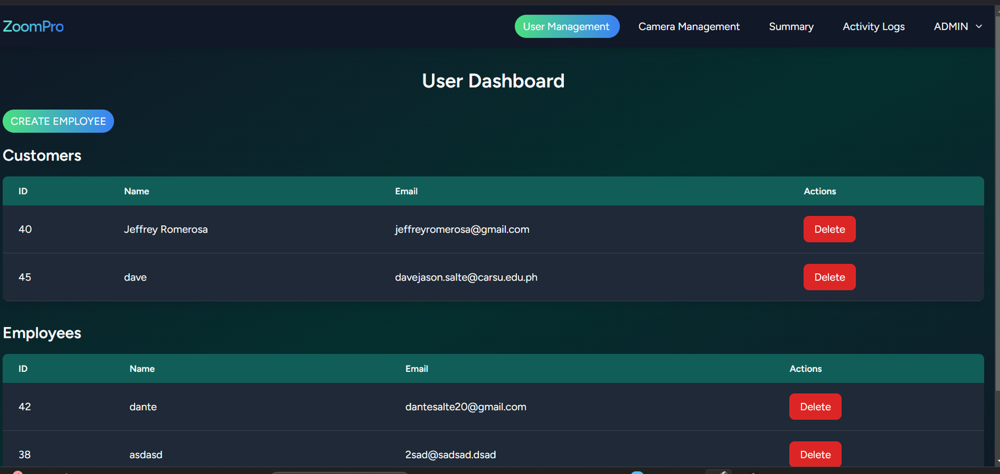 ZoomPro User Management Camera Management Summary Activity Logs ADMIN
User Dashboard
CREATE EMPLOYEE
Customers
ID Name Email Actions
40 Jeffrey Romerosa jeffreyromerosa@gmail.com Delete
45 dave davejason.salte@carsu.edu.ph Delete
Employees
ID Name Email Actions
42 dante dantesalte20@gmail.com Delete
38 asdasd 2sad@sadsad.dsad Delete